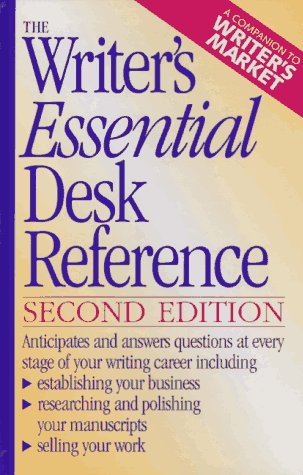 A COMPANION TO
WRITER'S
MARKET
THE
Writer's
Essential
Desk
Reference
SECOND EDITION
Anticipates and answers questions at every
stage of your writing career including
▶ establishing your business
▶ researching and polishing
your manuscripts
▶ selling your work